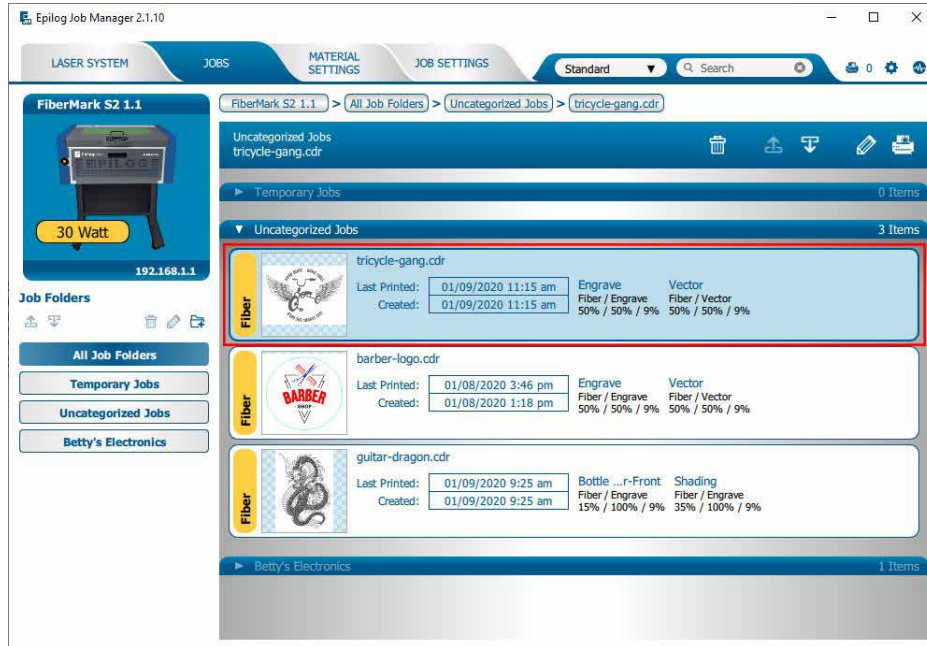 Epilog Job Manager 2.1.10
LASER SYSTEM
JOBS
MATERIAL
SETTINGS
JOB SETTINGS
Standard
Search
0
FiberMark S2 1.1
30 Watt
192.168.1.1
Job Folders
All Job Folders
Temporary Jobs
Uncategorized Jobs
Betty's Electronics
FiberMark S2 1.1 > All Job Folders > Uncategorized Jobs > tricycle-gang.cdr
Uncategorized Jobs
tricycle-gang.cdr
Temporary Jobs 0 Items
Uncategorized Jobs 3 Items
Fiber
tricycle-gang.cdr
Last Printed: 01/09/2020 11:15 am
Created: 01/09/2020 11:15 am
Engrave Vector
Fiber / Engrave Fiber / Vector
50% / 50% / 9% 50% / 50% / 9%
Fiber
BARBER
SHOP
barber-logo.cdr
Last Printed: 01/08/2020 3:46 pm
Created: 01/08/2020 1:18 pm
Engrave Vector
Fiber / Engrave Fiber / Vector
50% / 50% / 9% 50% / 50% / 9%
Fiber
guitar-dragon.cdr
Last Printed: 01/09/2020 9:25 am
Created: 01/09/2020 9:25 am
Bottle ...r-Front Shading
Fiber / Engrave Fiber / Engrave
15% / 100% / 9% 35% / 100% / 9%
Betty's Electronics 1 Items